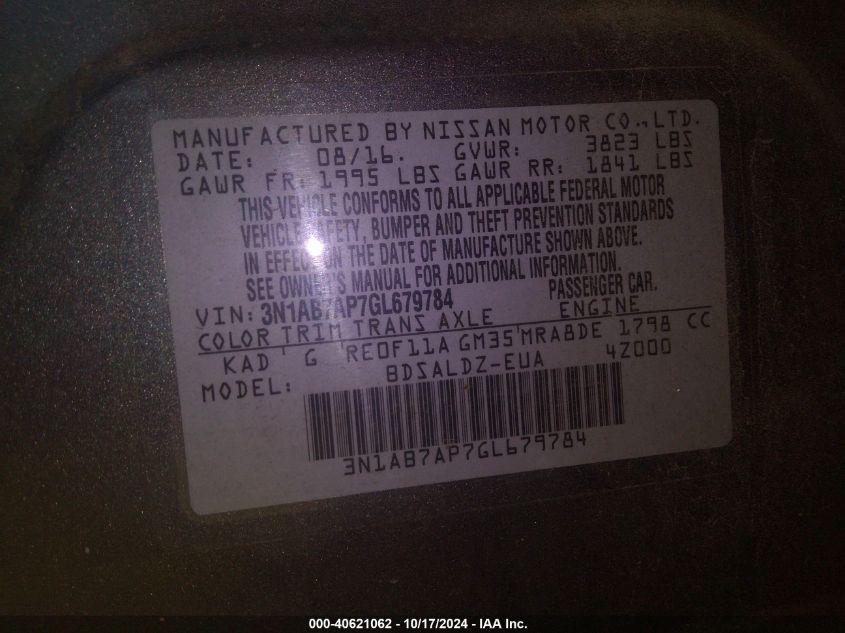 MANUFACTURED BY NISSAN MOTOR CO.,LTD.
DATE: 08/16. GVWR: 3823 LBS
GAWR FR: 1995 LBS GAWR RR: 1841 LBS
THIS VEHICLE CONFORMS TO ALL APPLICABLE FEDERAL MOTOR
VEHICLE SAFETY, BUMPER AND THEFT PREVENTION STANDARDS
IN EFFECT ON THE DATE OF MANUFACTURE SHOWN ABOVE.
SEE OWNER'S MANUAL FOR ADDITIONAL INFORMATION.
VIN: 3N1AB7AP7GL679784 PASSENGER CAR.
COLOR TRIM TRANS AXLE ENGINE
KAD G RE0F11A GM35 MRA8DE 1798 CC
MODEL: BDSALDZ-EUA 4Z000
3N1AB7AP7GL679784
000-40621062 - 10/17/2024 - IAA Inc.